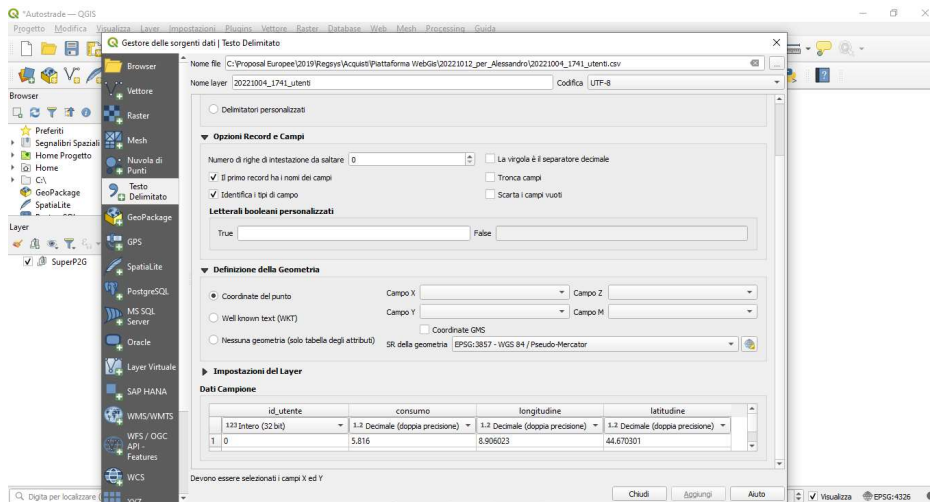 *Autostrade — QGIS
Progetto Modifica Visualizza Layer Impostazioni Plugins Vettore Raster Database Web Mesh Processing Guida
Gestore delle sorgenti dati | Testo Delimitato
Browser
Preferiti
Segnalibri Spaziali
Home Progetto
Home
C:\
GeoPackage
SpatiaLite
Layer
SuperP2G
Browser
Vettore
Raster
Mesh
Nuvola di Punti
Testo Delimitato
GeoPackage
GPS
SpatiaLite
PostgreSQL
MS SQL Server
Oracle
Layer Virtuale
SAP HANA
WMS/WMTS
WFS / OGC API - Features
WCS
XYZ
Nome file C:\Proposal Europee\2019\Regsys\Acquisti\Piattaforma WebGis\20221012_per_Alessandro\20221004_1741_utenti.csv
Nome layer 20221004_1741_utenti Codifica UTF-8
Delimitatori personalizzati
Opzioni Record e Campi
Numero di righe di intestazione da saltare 0 La virgola è il separatore decimale
Il primo record ha i nomi dei campi Tronca campi
Identifica i tipi di campo Scarta i campi vuoti
Letterali booleani personalizzati
True False
Definizione della Geometria
Coordinate del punto Campo X Campo Z
Well known text (WKT) Campo Y Campo M
Coordinate GMS
Nessuna geometria (solo tabella degli attributi) SR della geometria EPSG:3857 - WGS 84 / Pseudo-Mercator
Impostazioni del Layer
Dati Campione
id_utente consumo longitudine latitudine
123 Intero (32 bit) 1.2 Decimale (doppia precisione) 1.2 Decimale (doppia precisione) 1.2 Decimale (doppia precisione)
1 0 5.816 8.906023 44.670301
Devono essere selezionati i campi X ed Y
Chiudi Aggiungi Aiuto
Digita per localizzare Visualizza EPSG:4326